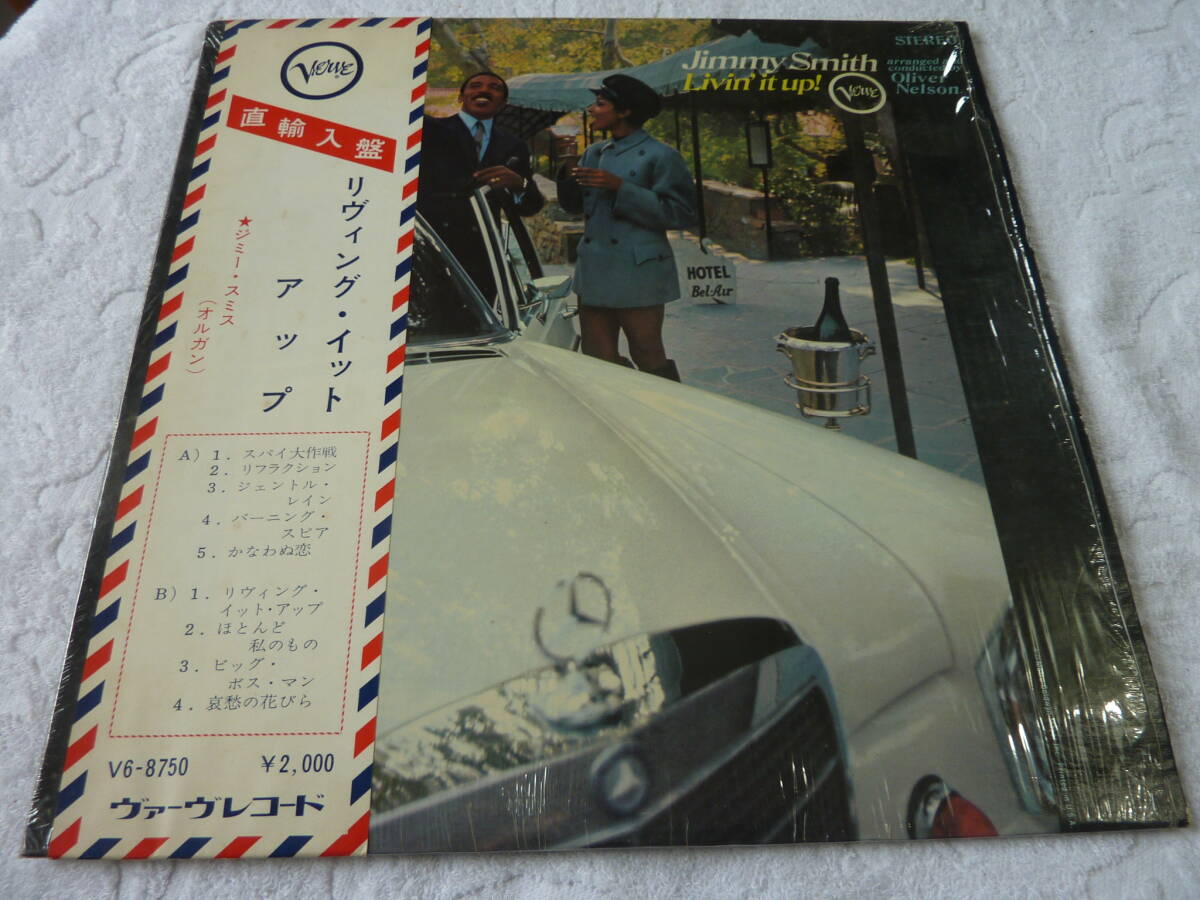 Verve
直輸入盤
リヴィング・イット
アップ
★ジミー・スミス
(オルガン)
A) 1. スパイ大作戦
2. リフラクション
3. ジェントル・
レイン
4. バーニング・
スピア
5. かなわぬ恋
B) 1. リヴィング・
イット・アップ
2. ほとんど
私のもの
3. ビッグ・
ボス・マン
4. 哀愁の花びら
V6-8750 ¥2,000
ヴァーヴレコード
Jimmy Smith
Livin' it up!
Verve
STEREO
arranged and
conducted by
Oliver
Nelson.
HOTEL
Bel-Air